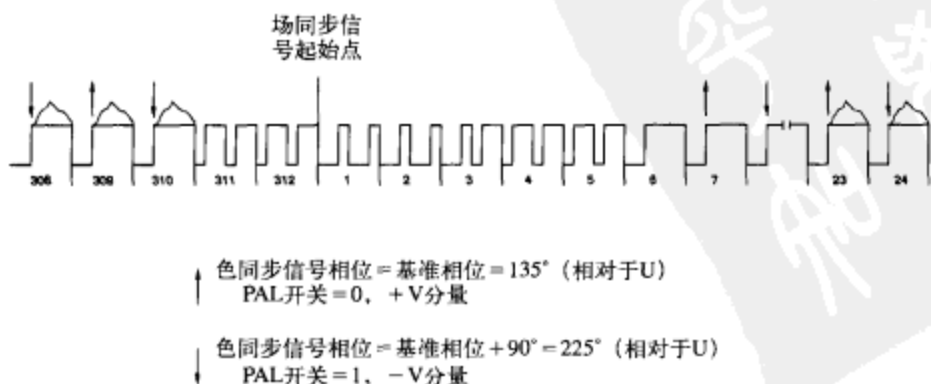 场同步信
号起始点
308 309 310 311 312 1 2 3 4 5 6 7 23 24
色同步信号相位=基准相位=135°（相对于U）
PAL开关=0，+V分量
色同步信号相位=基准相位+90°=225°（相对于U）
PAL开关=1，-V分量